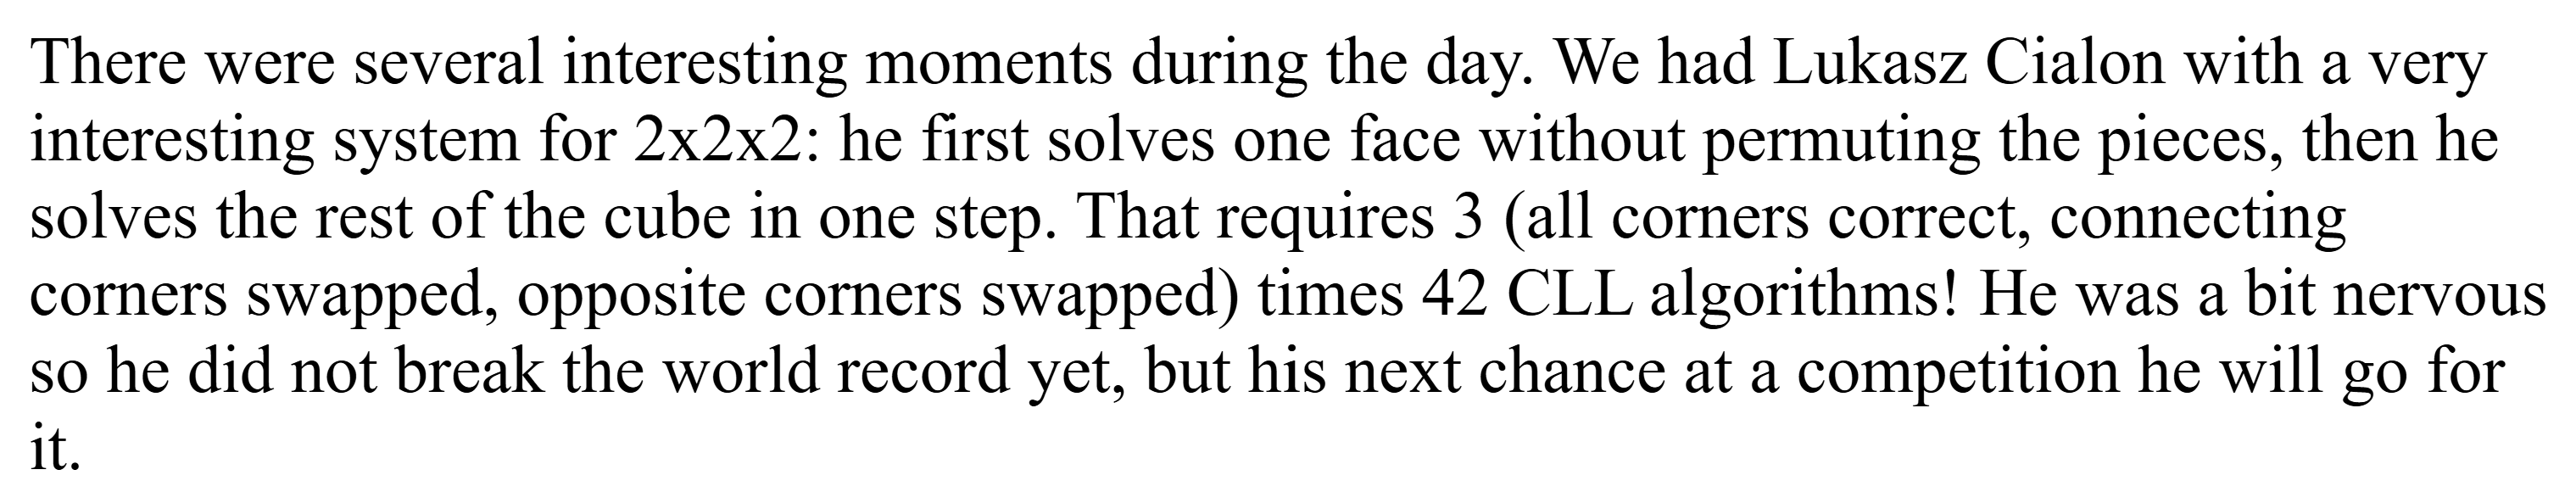 There were several interesting moments during the day. We had Lukasz Cialon with a very
interesting system for 2x2x2: he first solves one face without permuting the pieces, then he
solves the rest of the cube in one step. That requires 3 (all corners correct, connecting
corners swapped, opposite corners swapped) times 42 CLL algorithms! He was a bit nervous
so he did not break the world record yet, but his next chance at a competition he will go for
it.